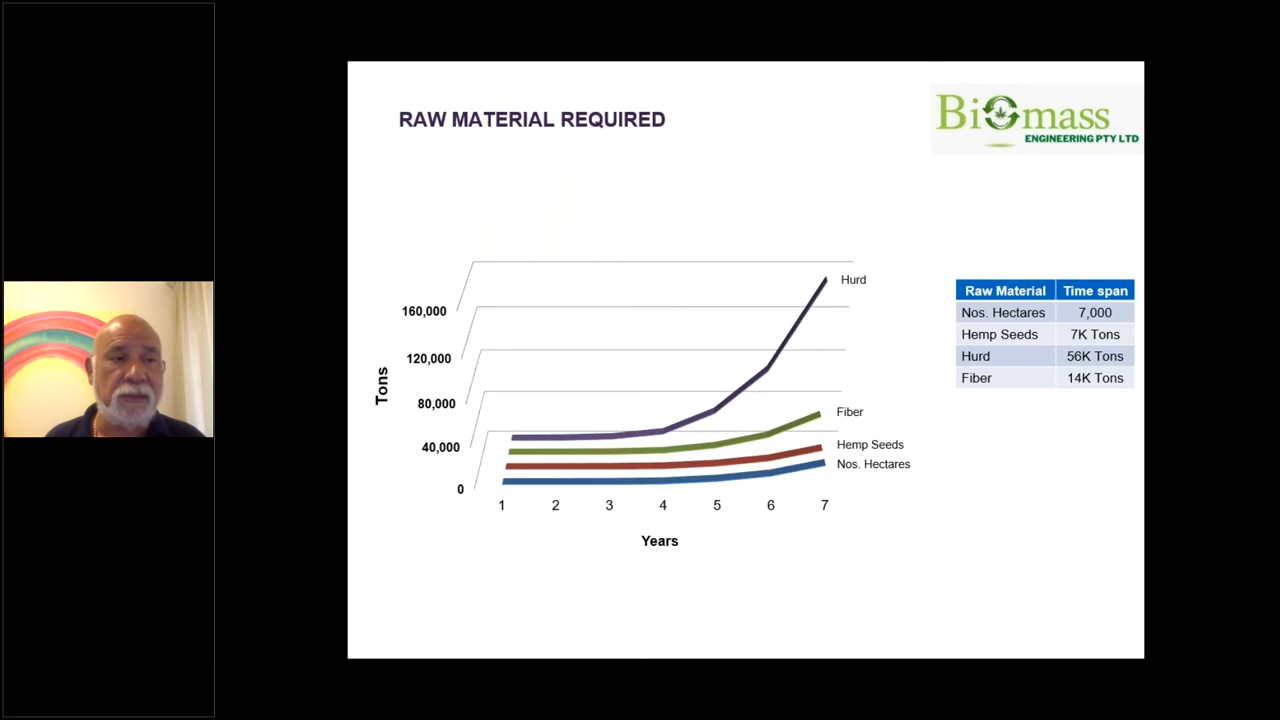 RAW MATERIAL REQUIRED
Biomass
ENGINEERING PTY LTD
Tons
160,000
120,000
80,000
40,000
0
1 2 3 4 5 6 7
Years
Hurd
Fiber
Hemp Seeds
Nos. Hectares
Raw Material Time span
Nos. Hectares 7,000
Hemp Seeds 7K Tons
Hurd 56K Tons
Fiber 14K Tons